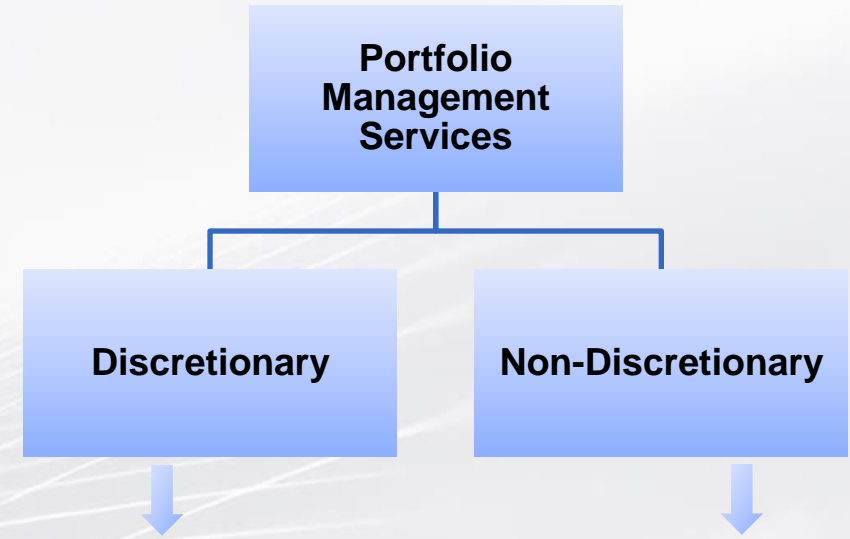 Portfolio
Management
Services
Discretionary
Non-Discretionary